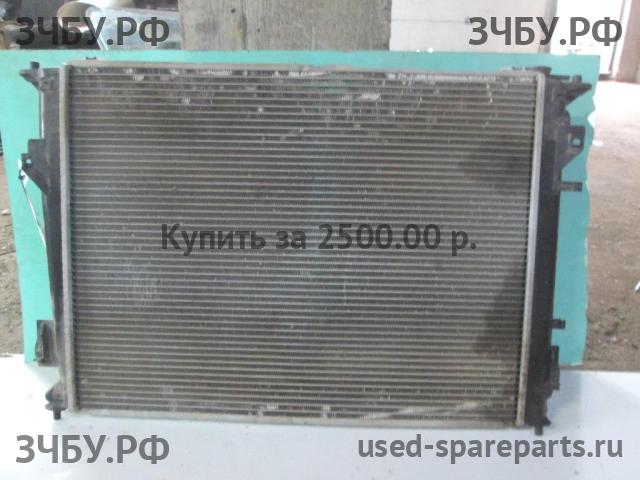 ЗЧБУ.РФ ЗЧБУ.РФ
Купить за 2500.00 р.
ЗЧБУ.РФ used-spareparts.ru